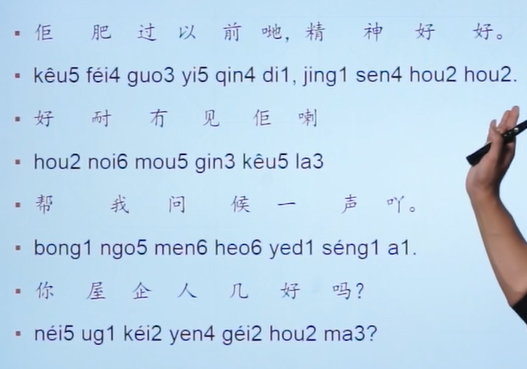 佢肥过以前哋,精神好好。
kêu5 féi4 guo3 yi5 qin4 di1, jing1 sen4 hou2 hou2.
好耐冇见佢喇
hou2 noi6 mou5 gin3 kêu5 la3
帮我问候一声吖。
bong1 ngo5 men6 heo6 yed1 séng1 a1.
你屋企人几好吗?
néi5 ug1 kéi2 yen4 géi2 hou2 ma3?